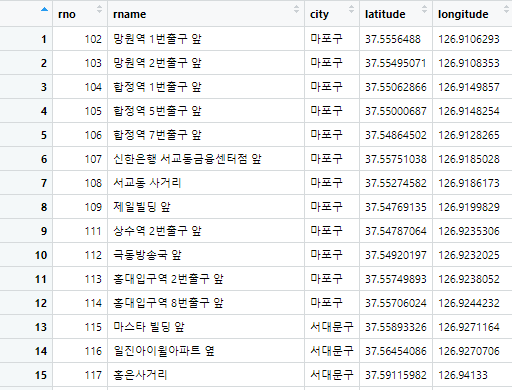 rno rname city latitude longitude
1 102 망원역 1번출구 앞 마포구 37.5556488 126.9106293
2 103 망원역 2번출구 앞 마포구 37.55495071 126.9108353
3 104 합정역 1번출구 앞 마포구 37.55062866 126.9149857
4 105 합정역 5번출구 앞 마포구 37.55000687 126.9148254
5 106 합정역 7번출구 앞 마포구 37.54864502 126.9128265
6 107 신한은행 서교동금융센터점 앞 마포구 37.55751038 126.9185028
7 108 서교동 사거리 마포구 37.55274582 126.9186173
8 109 제일빌딩 앞 마포구 37.54769135 126.9199829
9 111 상수역 2번출구 앞 마포구 37.54787064 126.9235306
10 112 극동방송국 앞 마포구 37.54920197 126.9232025
11 113 홍대입구역 2번출구 앞 마포구 37.55749893 126.9238052
12 114 홍대입구역 8번출구 앞 마포구 37.55706024 126.9244232
13 115 마스타 빌딩 앞 서대문구 37.55893326 126.9271164
14 116 일진아이윌아파트 옆 서대문구 37.56454086 126.9270706
15 117 홍은사거리 서대문구 37.59115982 126.94133